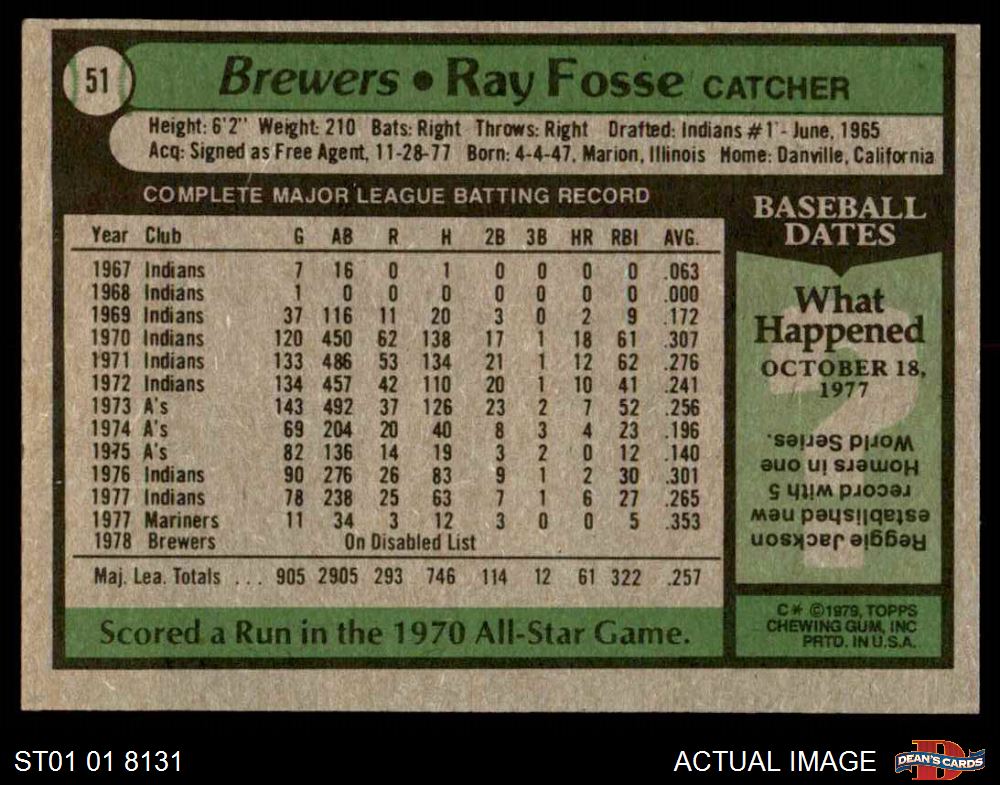 51
Brewers • Ray Fosse CATCHER
Height: 6'2" Weight: 210 Bats: Right Throws: Right Drafted: Indians #1 - June, 1965
Acq: Signed as Free Agent, 11-28-77 Born: 4-4-47, Marion, Illinois Home: Danville, California
COMPLETE MAJOR LEAGUE BATTING RECORD
Year Club G AB R H 2B 3B HR RBI AVG.
1967 Indians 7 16 0 1 0 0 0 0 .063
1968 Indians 1 0 0 0 0 0 0 0 .000
1969 Indians 37 116 11 20 3 0 2 9 .172
1970 Indians 120 450 62 138 17 1 18 61 .307
1971 Indians 133 486 53 134 21 1 12 62 .276
1972 Indians 134 457 42 110 20 1 10 41 .241
1973 A's 143 492 37 126 23 2 7 52 .256
1974 A's 69 204 20 40 8 3 4 23 .196
1975 A's 82 136 14 19 3 2 0 12 .140
1976 Indians 90 276 26 83 9 1 2 30 .301
1977 Indians 78 238 25 63 7 1 6 27 .265
1977 Mariners 11 34 3 12 3 0 0 5 .353
1978 Brewers On Disabled List
Maj. Lea. Totals ... 905 2905 293 746 114 12 61 322 .257
Scored a Run in the 1970 All-Star Game.
BASEBALL
DATES
What
Happened
OCTOBER 18,
1977
Reggie Jackson
established new
record with 5
Homers in one
World Series.
C* ©1979, TOPPS
CHEWING GUM, INC
PRTD. IN U.S.A.
ST01 01 8131
ACTUAL IMAGE
DEAN'S CARDS